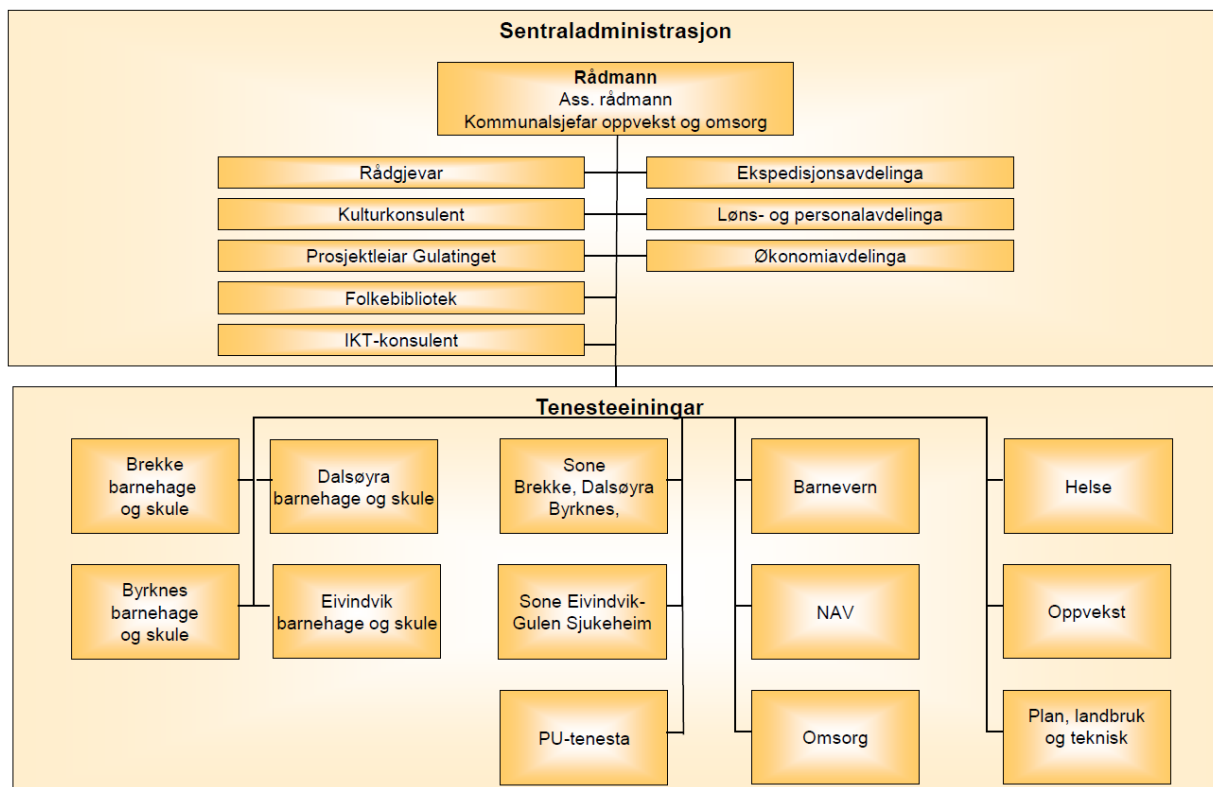 Sentraladministrasjon
Rådmann
Ass. rådmann
Kommunalsjefar oppvekst og omsorg
Rådgjevar
Ekspedisjonsavdelinga
Kulturkonsulent
Løns- og personalavdelinga
Prosjektleiar Gulatinget
Økonomiavdelinga
Folkebibliotek
IKT-konsulent
Tenesteeiningar
Brekke
barnehage
og skule
Dalsøyra
barnehage og skule
Sone
Brekke, Dalsøyra
Byrknes,
Barnevern
Helse
Byrknes
barnehage
og skule
Eivindvik
barnehage og skule
Sone Eivindvik-
Gulen Sjukeheim
NAV
Oppvekst
PU-tenesta
Omsorg
Plan, landbruk
og teknisk